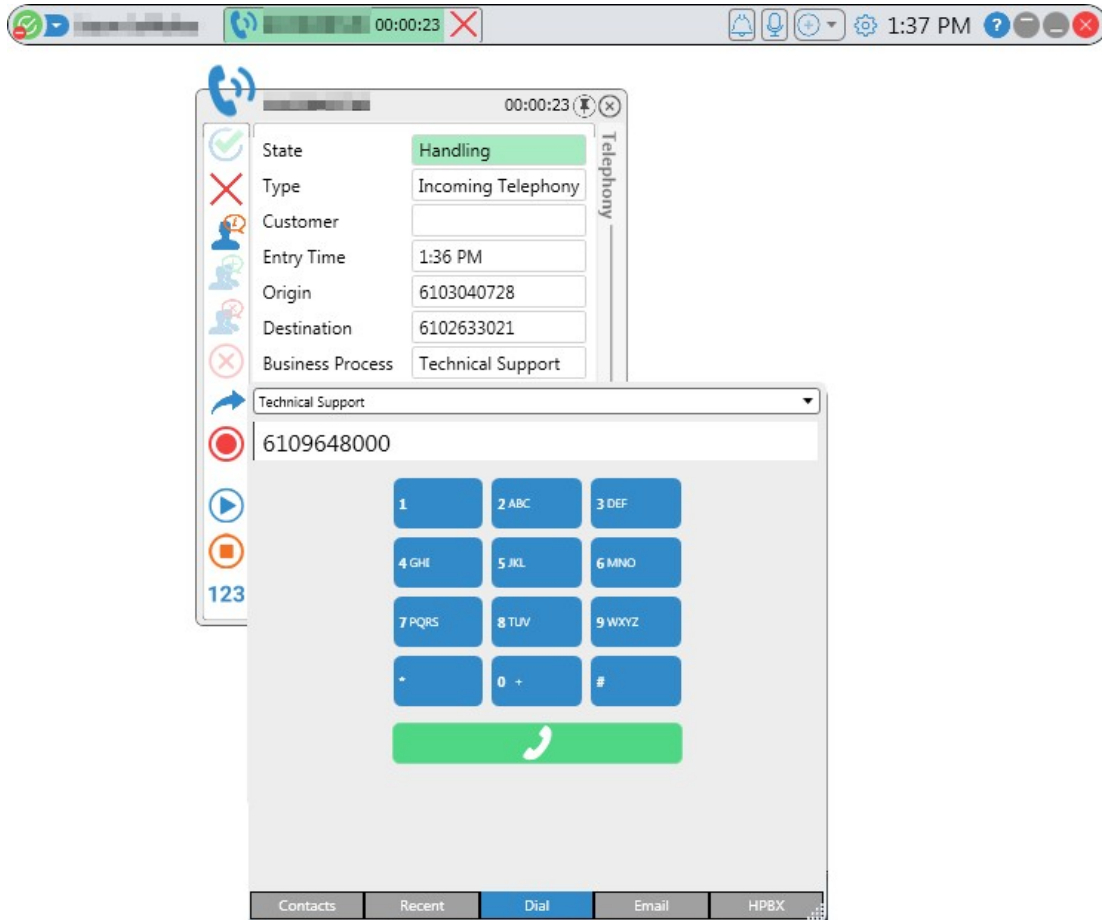 00:00:23 1:37 PM ?
00:00:23
Telephony
State Handling
Type Incoming Telephony
Customer
Entry Time 1:36 PM
Origin 6103040728
Destination 6102633021
Business Process Technical Support
Technical Support
6109648000
1 2 ABC 3 DEF
4 GHI 5 JKL 6 MNO
123
7 PQRS 8 TUV 9 WXYZ
* 0 + #
Contacts Recent Dial Email HPBX